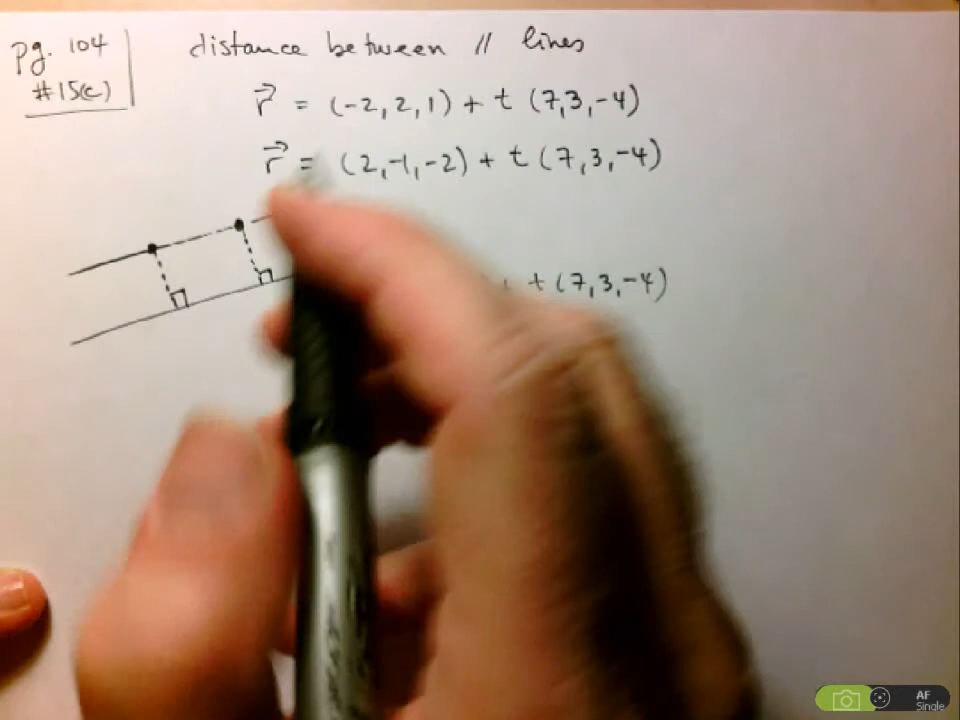 pg. 104
#15(c)
distance between // lines
r⃗ = (-2, 2, 1) + t (7, 3, -4)
r⃗ = (2, -1, -2) + t (7, 3, -4)
t (7, 3, -4)
AF
Single